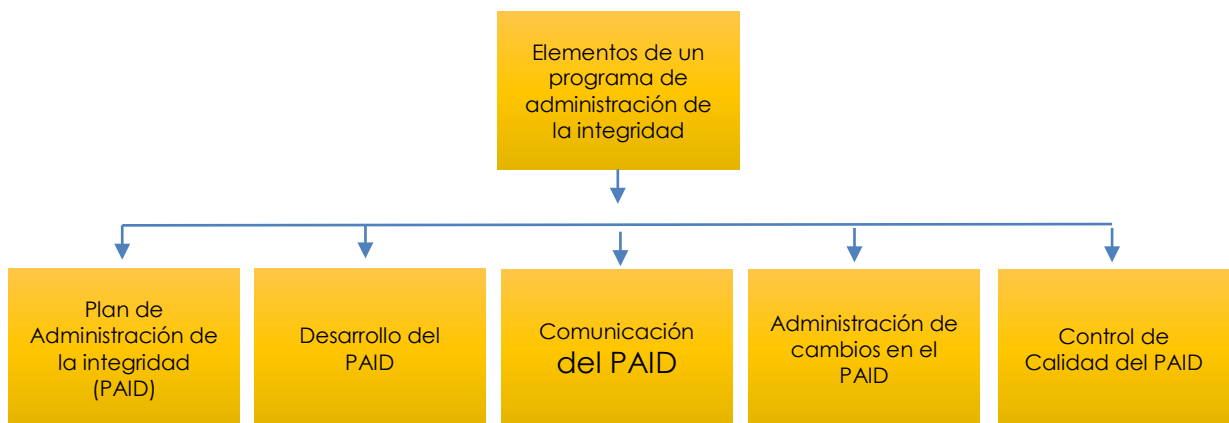 Elementos de un
programa de
administración de
la integridad
Plan de
Administración de
la integridad
(PAID)
Desarrollo del
PAID
Comunicación
del PAID
Administración de
cambios en el
PAID
Control de
Calidad del PAID